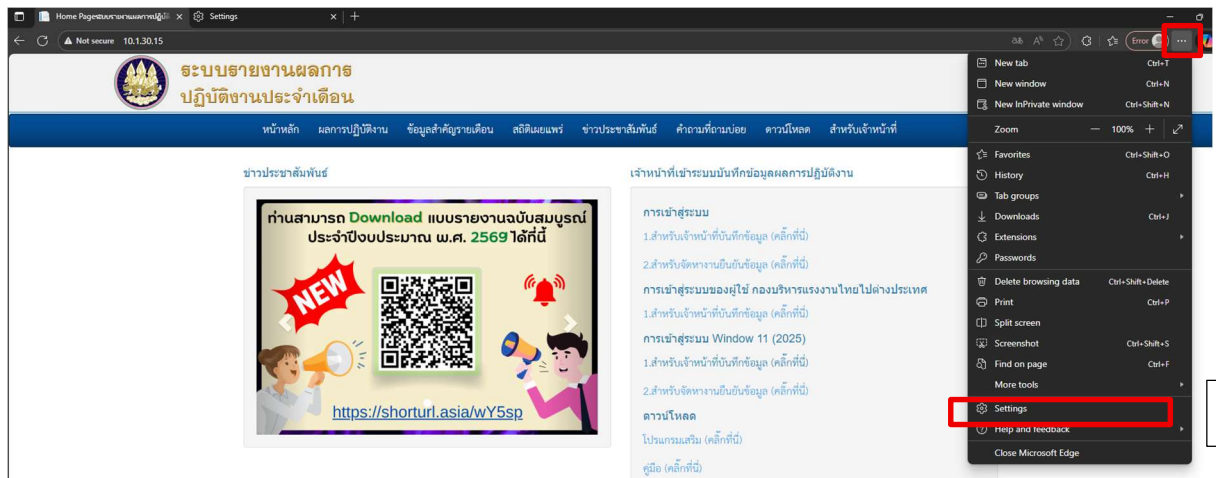 Home Pageระบบรายงานผลการปฏิบั
Settings
Not secure 10.1.30.15
Error
ระบบรายงานผลการ
ปฏิบัติงานประจำเดือน
หน้าหลัก ผลการปฏิบัติงาน ข้อมูลสำคัญรายเดือน สถิติเผยแพร่ ข่าวประชาสัมพันธ์ คำถามที่ถามบ่อย ดาวน์โหลด สำหรับเจ้าหน้าที่
ข่าวประชาสัมพันธ์
ท่านสามารถ Download แบบรายงานฉบับสมบูรณ์
ประจำปีงบประมาณ พ.ศ. 2569 ได้ที่นี่
NEW
https://shorturl.asia/wY5sp
เจ้าหน้าที่เข้าระบบบันทึกข้อมูลผลการปฏิบัติงาน
การเข้าสู่ระบบ
1.สำหรับเจ้าหน้าที่บันทึกข้อมูล (คลิ๊กที่นี่)
2.สำหรับจัดหางานยืนยันข้อมูล (คลิ๊กที่นี่)
การเข้าสู่ระบบของผู้ใช้ กองบริหารแรงงานไทยไปต่างประเทศ
1.สำหรับเจ้าหน้าที่บันทึกข้อมูล (คลิ๊กที่นี่)
การเข้าสู่ระบบ Window 11 (2025)
1.สำหรับเจ้าหน้าที่บันทึกข้อมูล (คลิ๊กที่นี่)
2.สำหรับจัดหางานยืนยันข้อมูล (คลิ๊กที่นี่)
ดาวน์โหลด
โปรแกรมเสริม (คลิ๊กที่นี่)
คู่มือ (คลิ๊กที่นี่)
New tab Ctrl+T
New window Ctrl+N
New InPrivate window Ctrl+Shift+N
Zoom — 100% +
Favorites Ctrl+Shift+O
History Ctrl+H
Tab groups
Downloads Ctrl+J
Extensions
Passwords
Delete browsing data Ctrl+Shift+Delete
Print Ctrl+P
Split screen
Screenshot Ctrl+Shift+S
Find on page Ctrl+F
More tools
Settings
Help and feedback
Close Microsoft Edge